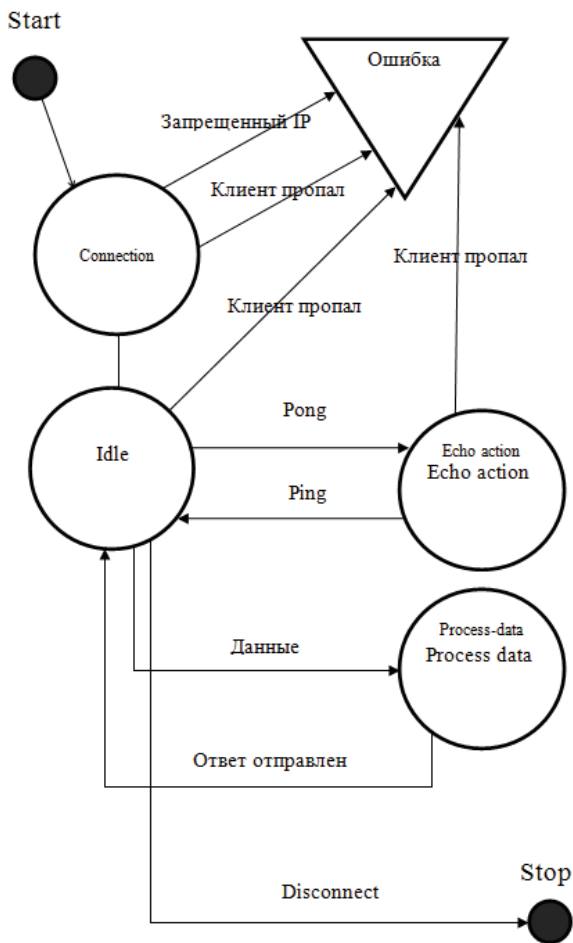 Start
Ошибка
Запрещенный IP
Клиент пропал
Connection
Клиент пропал
Клиент пропал
Pong
Idle
Echo action
Echo action
Ping
Process-data
Process data
Данные
Ответ отправлен
Stop
Disconnect